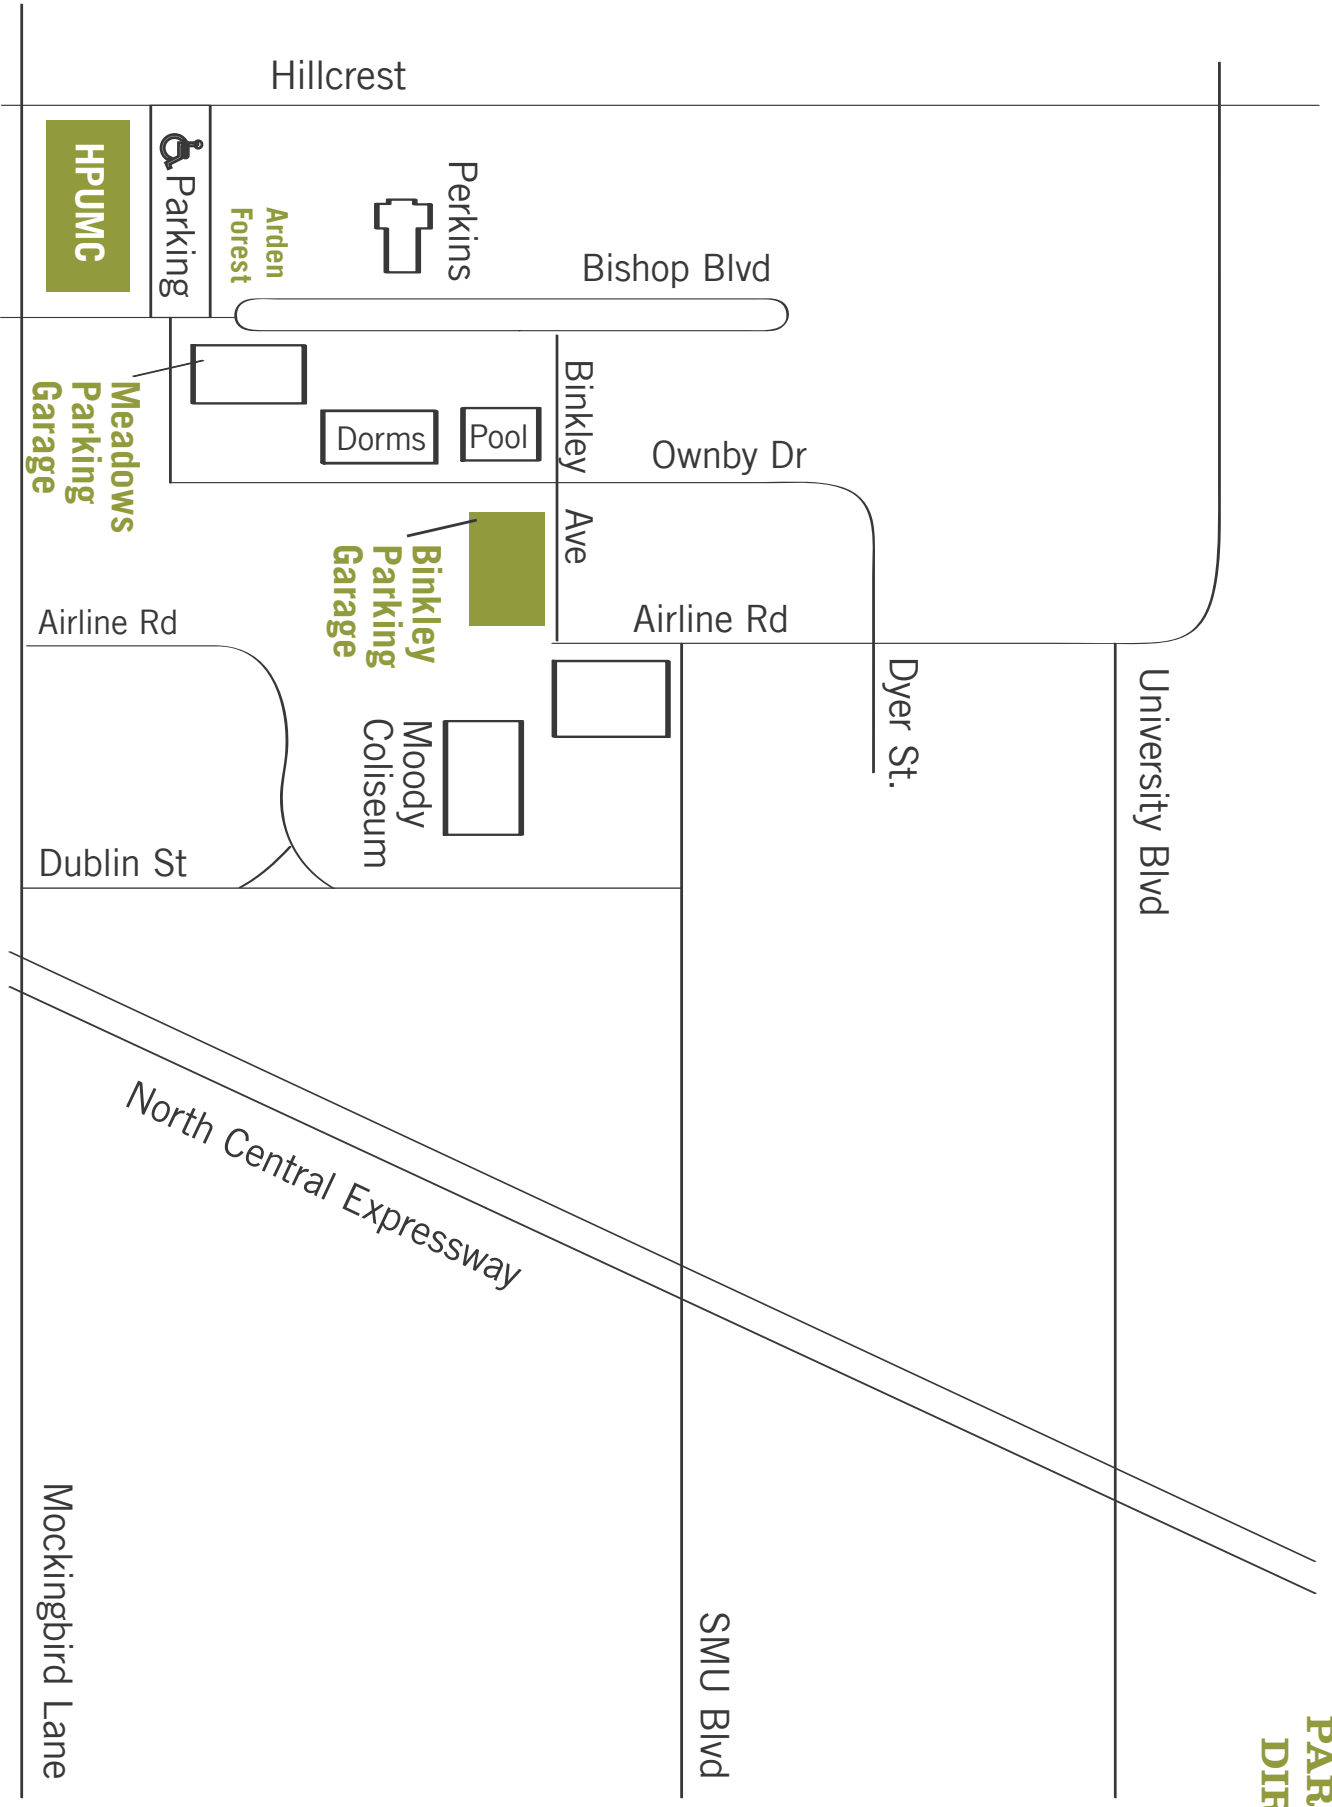 Hillcrest
HPUMC
Parking
Arden
Forest
Perkins
Bishop Blvd
Meadows
Parking
Garage
Dorms
Pool
Binkley Ave
Ownby Dr
Binkley
Parking
Garage
Airline Rd
Airline Rd
Dyer St.
University Blvd
Moody
Coliseum
Dublin St
North Central Expressway
Mockingbird Lane
SMU Blvd